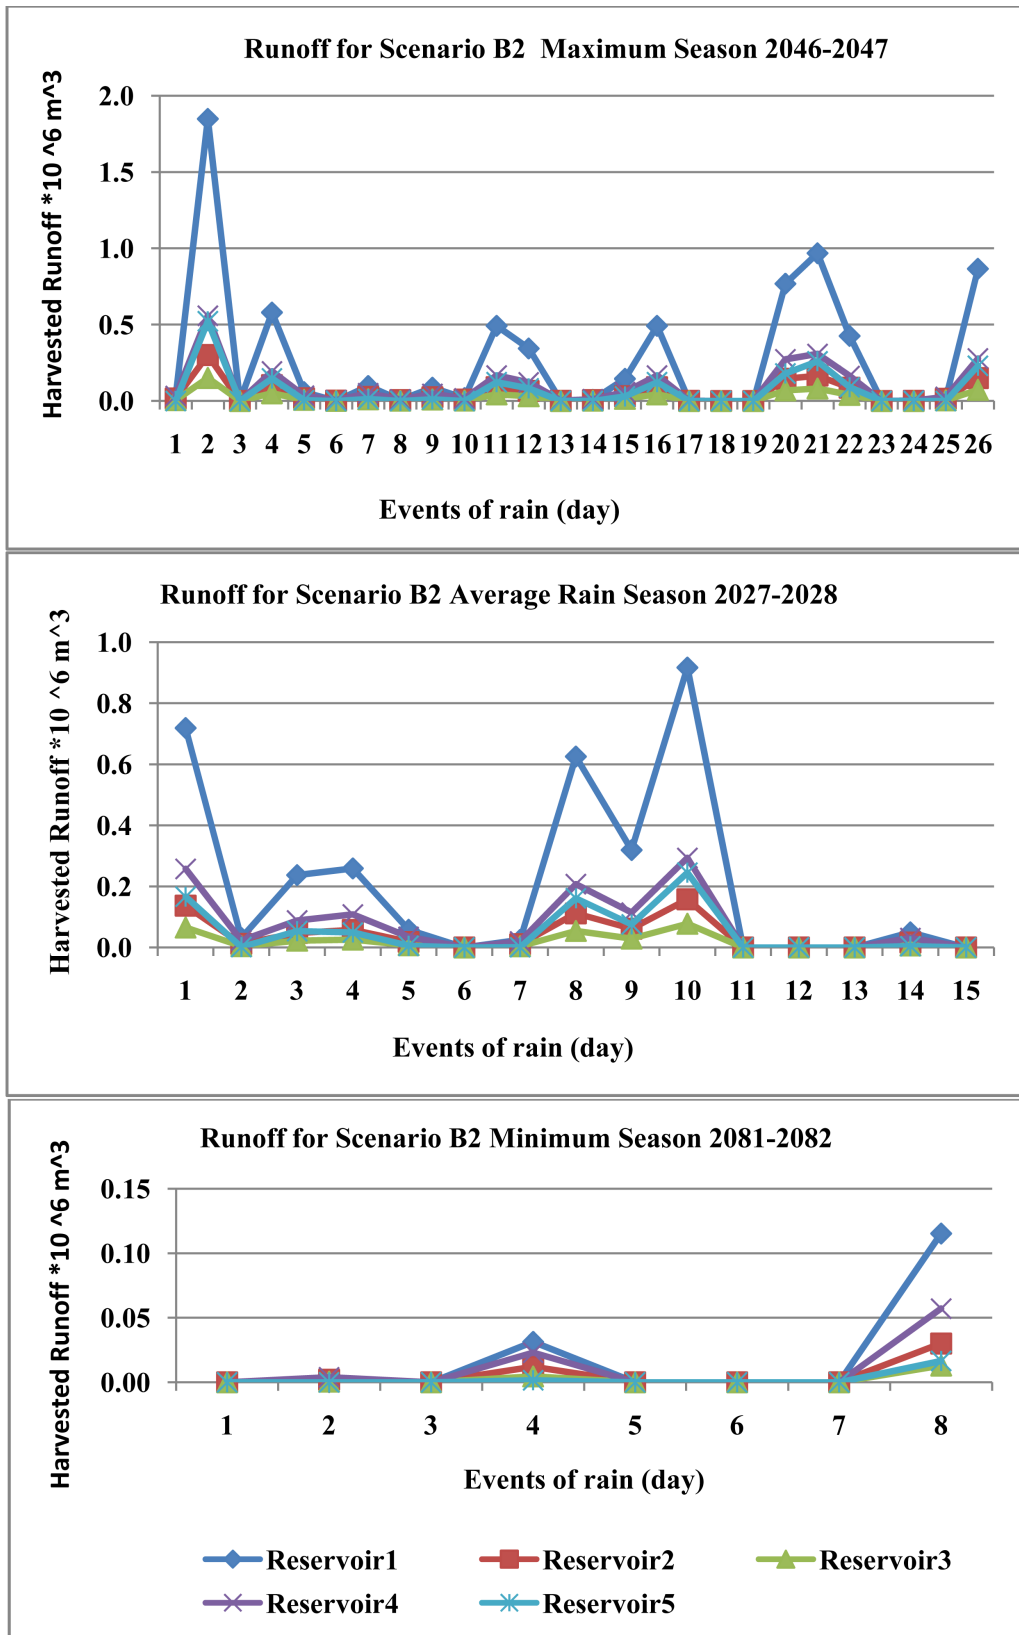 Runoff for Scenario B2 Maximum Season 2046-2047
Harvested Runoff *10 ^6 m^3
2.0
1.5
1.0
0.5
0.0
1 2 3 4 5 6 7 8 9 10 11 12 13 14 15 16 17 18 19 20 21 22 23 24 25 26
Events of rain (day)
Runoff for Scenario B2 Average Rain Season 2027-2028
Harvested Runoff *10 ^6 m^3
1.0
0.8
0.6
0.4
0.2
0.0
1 2 3 4 5 6 7 8 9 10 11 12 13 14 15
Events of rain (day)
Runoff for Scenario B2 Minimum Season 2081-2082
Harvested Runoff *10 ^6 m^3
0.15
0.10
0.05
0.00
1 2 3 4 5 6 7 8
Events of rain (day)
Reservoir1 Reservoir2 Reservoir3
Reservoir4 Reservoir5